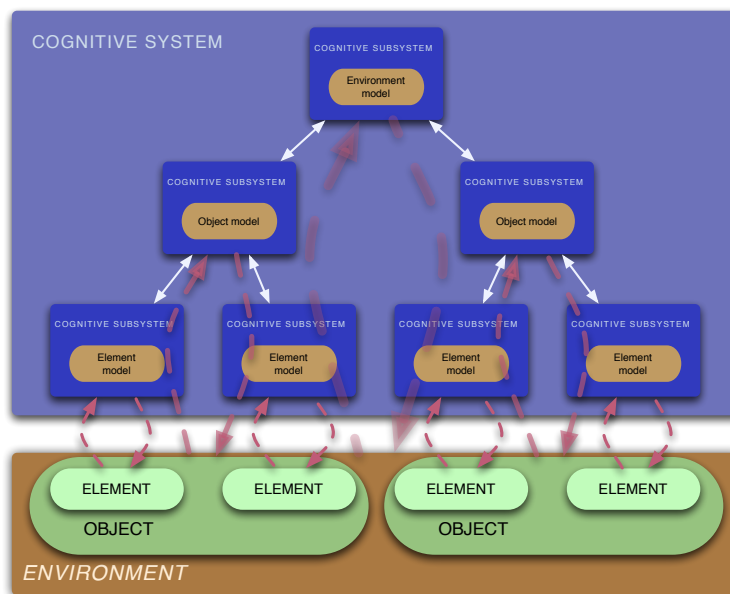 COGNITIVE SYSTEM
COGNITIVE SUBSYSTEM
Environment
model
COGNITIVE SUBSYSTEM
Object model
COGNITIVE SUBSYSTEM
Object model
COGNITIVE SUBSYSTEM
Element
model
COGNITIVE SUBSYSTEM
Element
model
COGNITIVE SUBSYSTEM
Element
model
COGNITIVE SUBSYSTEM
Element
model
ELEMENT
ELEMENT
OBJECT
ELEMENT
ELEMENT
OBJECT
ENVIRONMENT